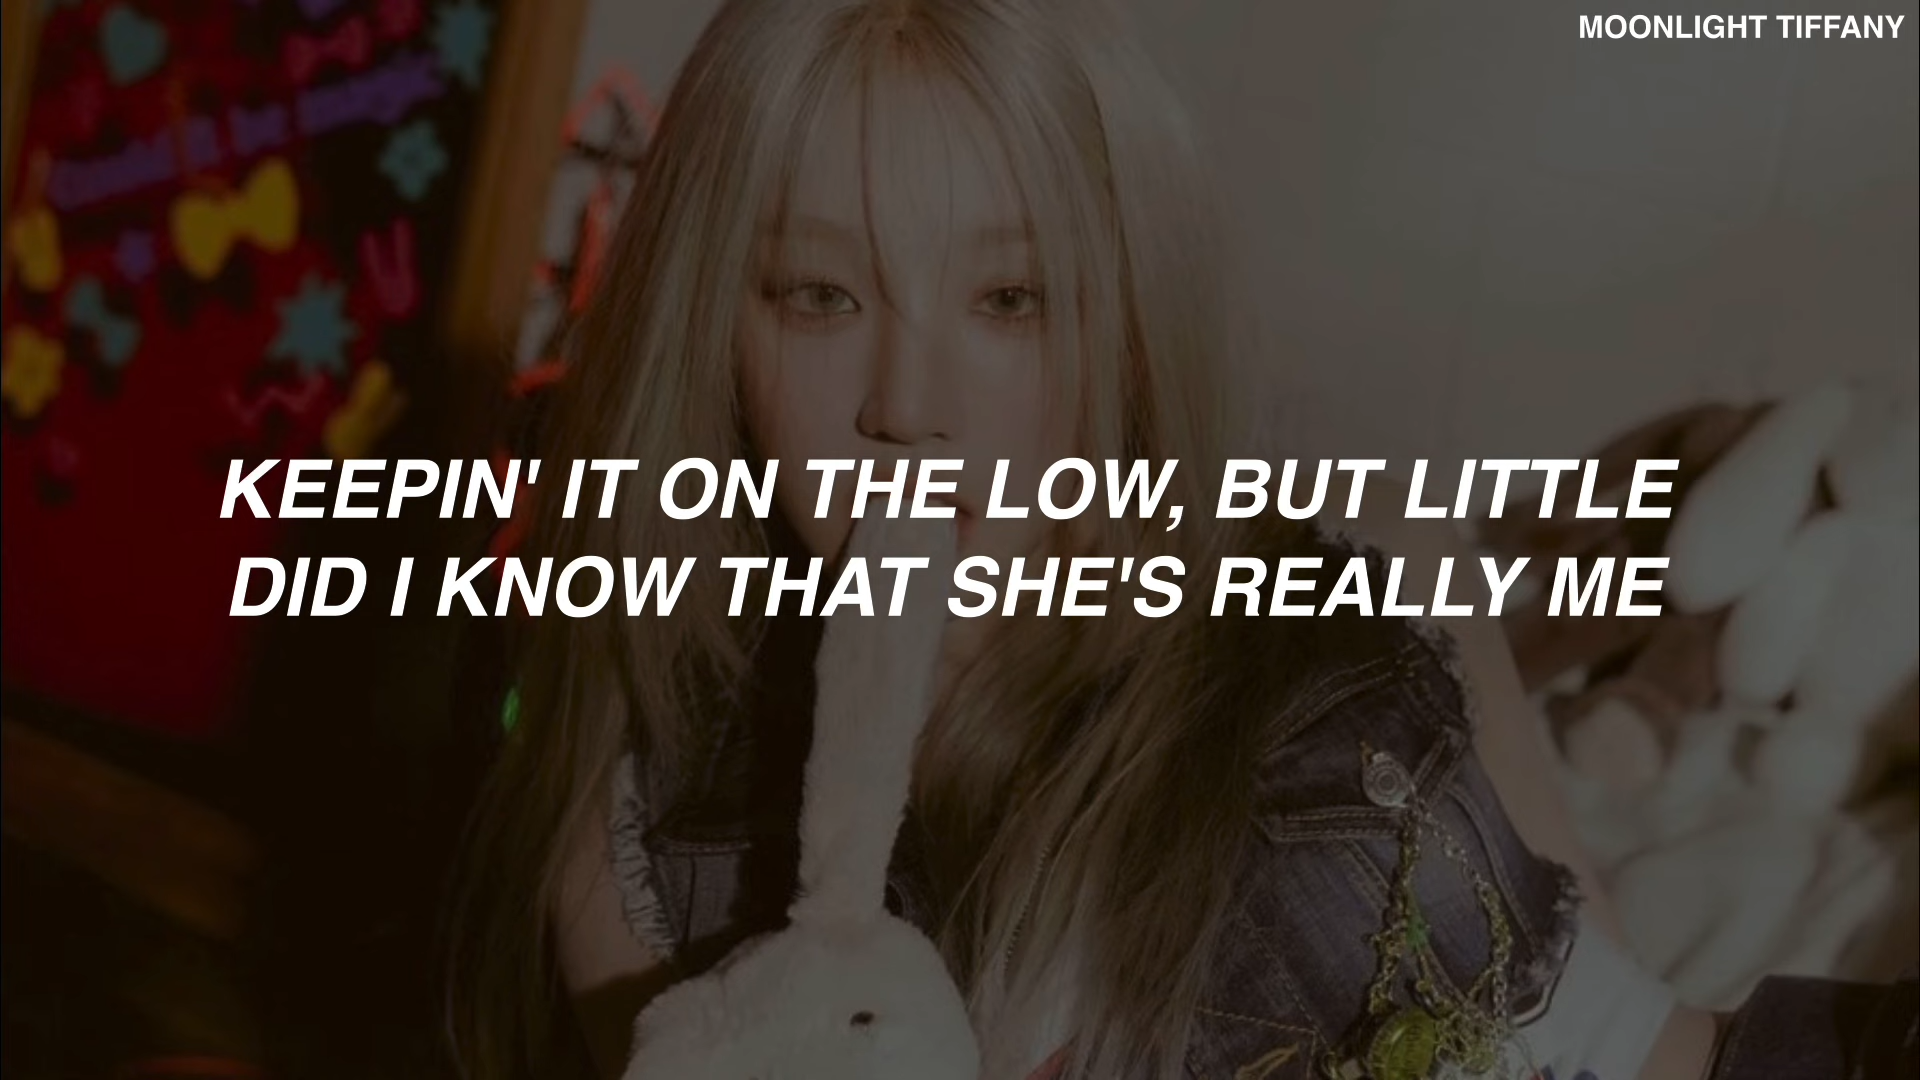 MOONLIGHT TIFFANY
KEEPIN' IT ON THE LOW, BUT LITTLE
DID I KNOW THAT SHE'S REALLY ME